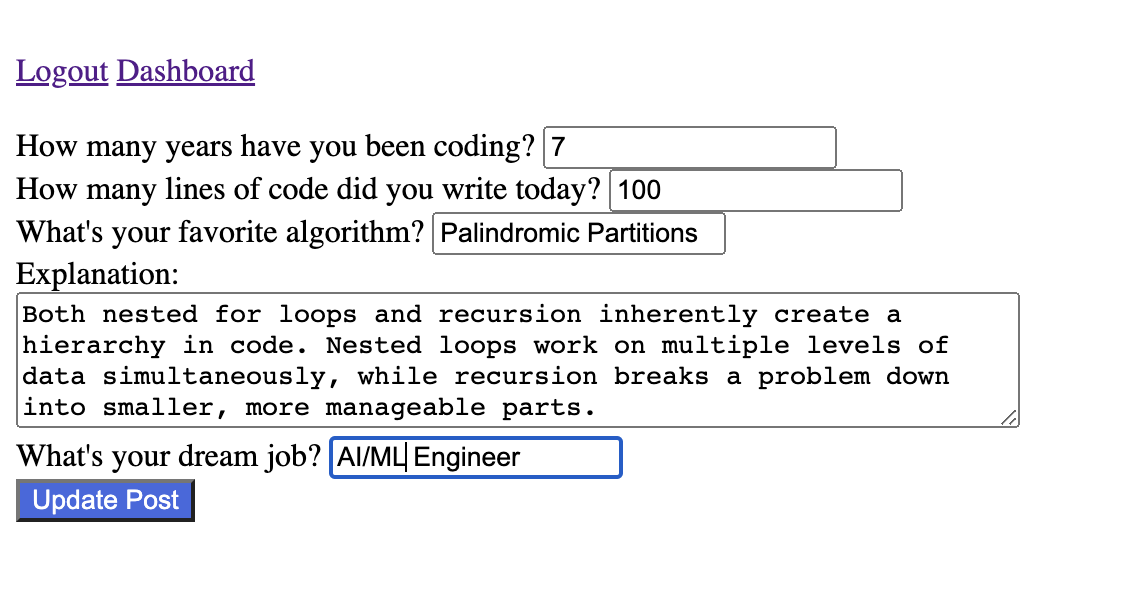 Logout Dashboard
How many years have you been coding? 7
How many lines of code did you write today? 100
What's your favorite algorithm? Palindromic Partitions
Explanation:
Both nested for loops and recursion inherently create a
hierarchy in code. Nested loops work on multiple levels of
data simultaneously, while recursion breaks a problem down
into smaller, more manageable parts.
What's your dream job? AI/ML Engineer
Update Post